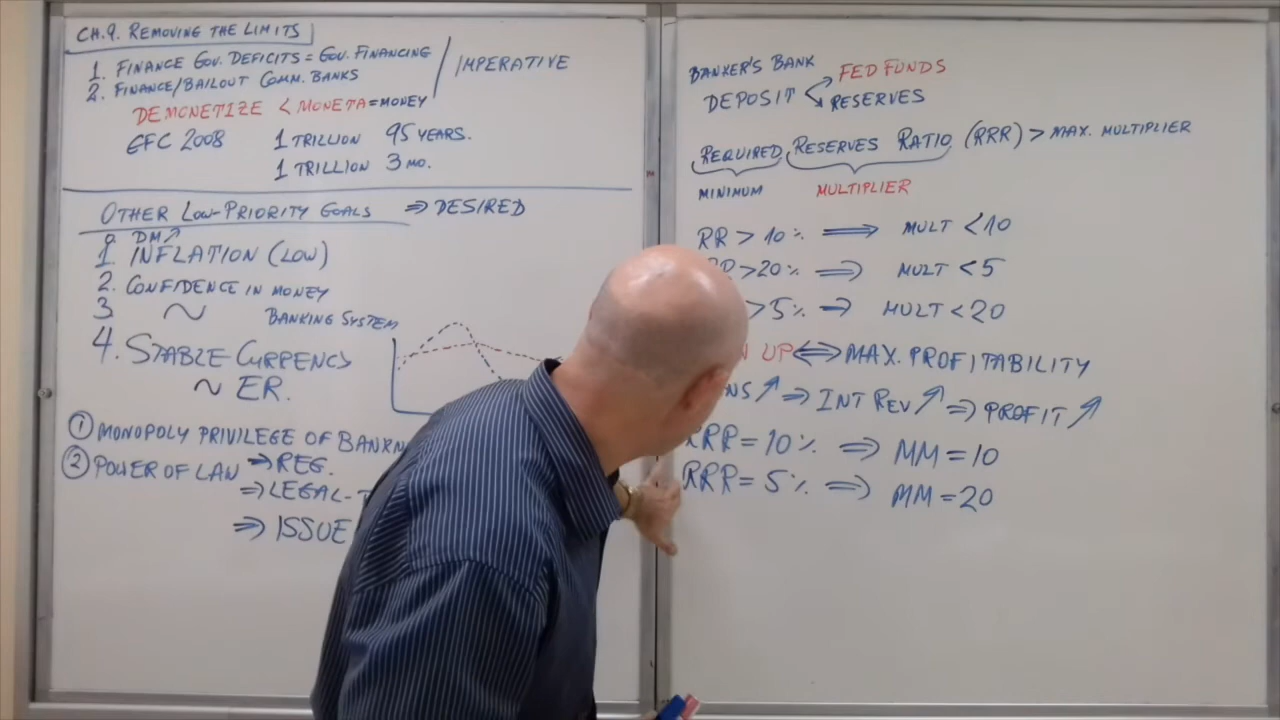 CH.9. REMOVING THE LIMITS
1. FINANCE GOV. DEFICITS = GOV. FINANCING
2. FINANCE/BAILOUT COMM. BANKS
IMPERATIVE
DEMONETIZE < MONETA = MONEY
GFC 2008 1 TRILLION 95 YEARS.
1 TRILLION 3 MO.
OTHER LOW-PRIORITY GOALS ⇒ DESIRED
0. DM↗
1. INFLATION (LOW)
2. CONFIDENCE IN MONEY
3 ~ BANKING SYSTEM
4. STABLE CURRENCY
~ ER.
① MONOPOLY PRIVILEGE OF
② POWER OF LAW ⇒ REG.
⇒ LEGAL-
⇒ ISSUE
BANKER'S BANK
DEPOSIT FED FUNDS
RESERVES
REQUIRED RESERVES RATIO (RRR) > MAX. MULTIPLIER
MINIMUM MULTIPLIER
RR > 10% ⇒ MULT < 10
>20% ⇒ MULT < 5
>5% ⇒ MULT < 20
UP ⇔ MAX. PROFITABILITY
↗ ⇒ INT REV ↗ ⇒ PROFIT ↗
RRR = 10% ⇒ MM = 10
RRR = 5% ⇒ MM = 20